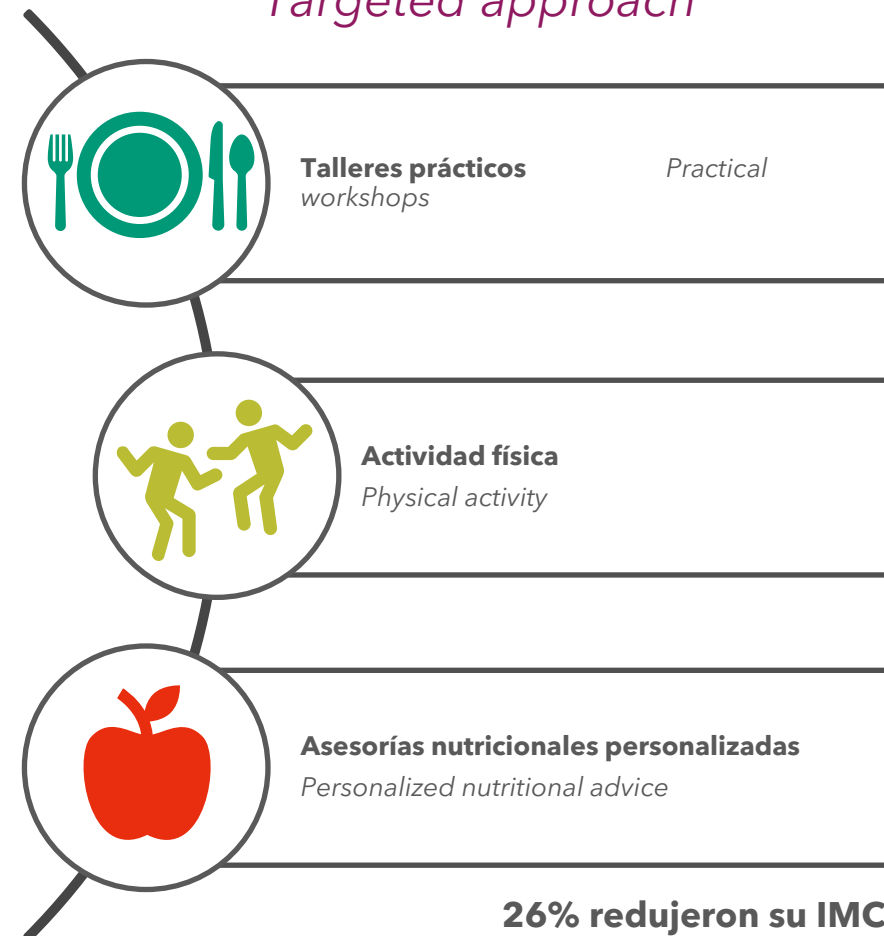 Targeted approach
Talleres prácticos Practical
workshops
Actividad física
Physical activity
Asesorías nutricionales personalizadas
Personalized nutritional advice
26% redujeron su IMC